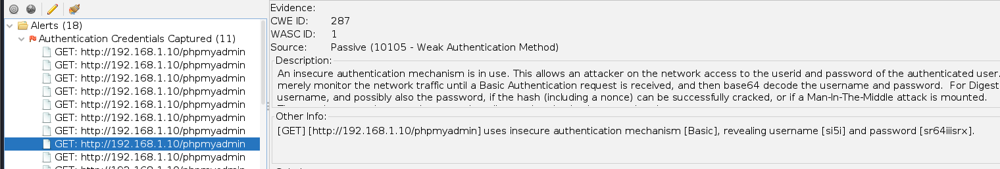 Alerts (18)
Authentication Credentials Captured (11)
GET: http://192.168.1.10/phpmyadmin
GET: http://192.168.1.10/phpmyadmin
GET: http://192.168.1.10/phpmyadmin
GET: http://192.168.1.10/phpmyadmin
GET: http://192.168.1.10/phpmyadmin
GET: http://192.168.1.10/phpmyadmin
GET: http://192.168.1.10/phpmyadmin
GET: http://192.168.1.10/phpmyadmin
GET: http://192.168.1.10/phpmyadmin
Evidence:
CWE ID: 287
WASC ID: 1
Source: Passive (10105 - Weak Authentication Method)
Description:
An insecure authentication mechanism is in use. This allows an attacker on the network access to the userid and password of the authenticated user.
merely monitor the network traffic until a Basic Authentication request is received, and then base64 decode the username and password.  For Digest
username, and possibly also the password, if the hash (including a nonce) can be successfully cracked, or if a Man-In-The-Middle attack is mounted.
Other Info:
[GET] [http://192.168.1.10/phpmyadmin] uses insecure authentication mechanism [Basic], revealing username [si5i] and password [sr64iiisrx].